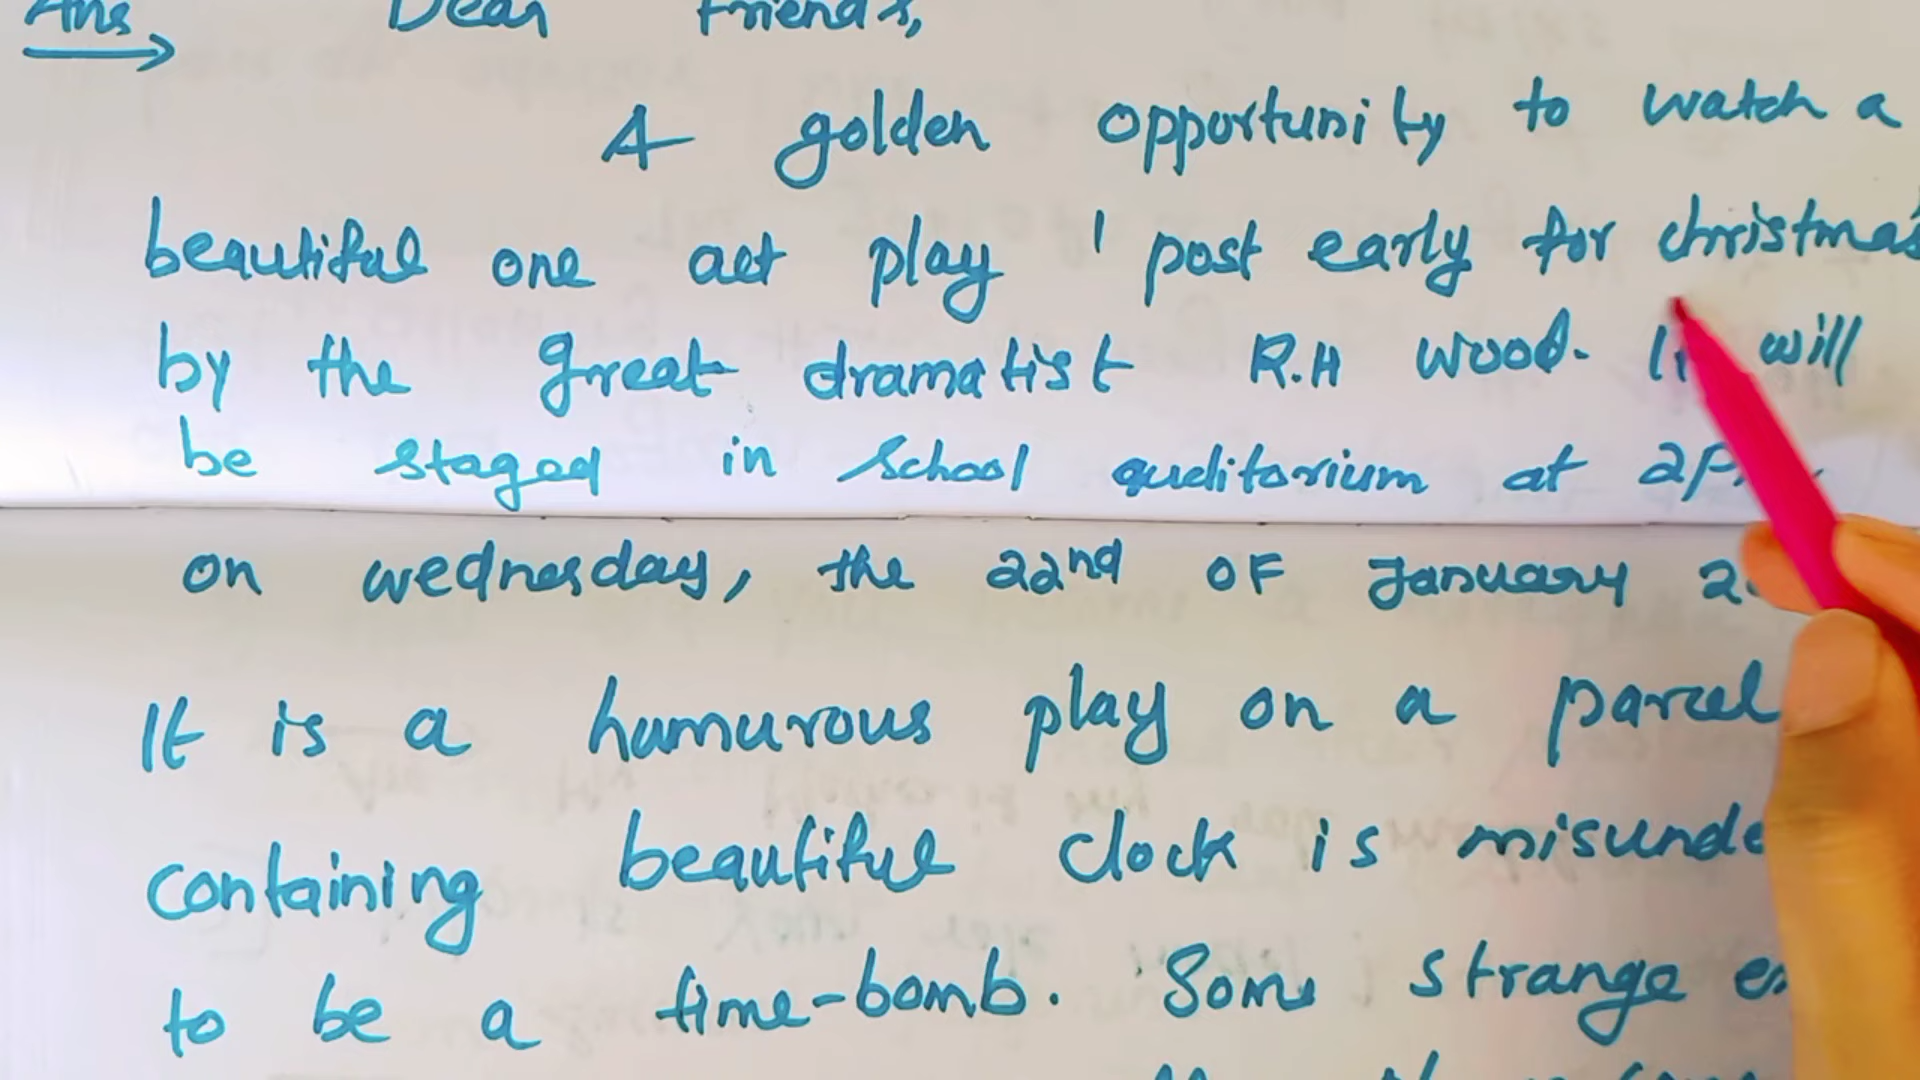 Ans Dear Friends,
A golden opportunity to watch a
beautiful one act play ' post early for christmas'
by the great dramatist R.H wood. It will
be staged in school auditorium at
on wednesday, the 22nd OF January
It is a humurous play on a parcel
containing beautiful clock is
to be a time-bomb. Some strange